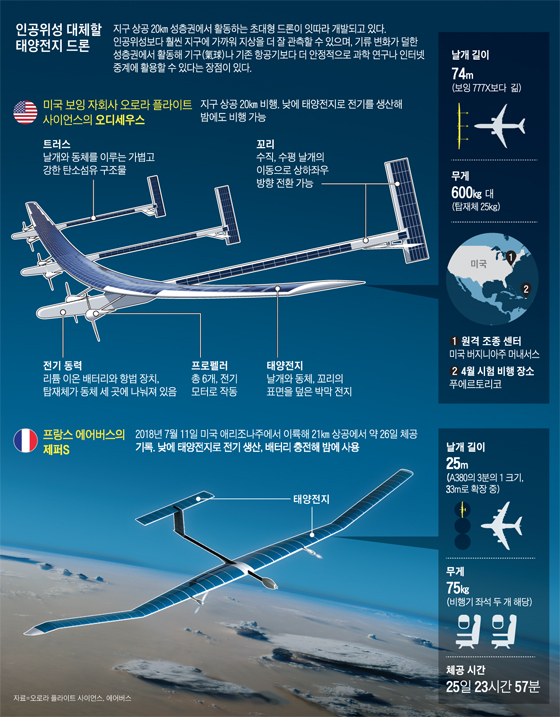 인공위성 대체할
태양전지 드론
지구 상공 20km 성층권에서 활동하는 초대형 드론이 잇따라 개발되고 있다.
인공위성보다 훨씬 지구에 가까워 지상을 더 잘 관측할 수 있으며, 기류 변화가 덜한
성층권에서 활동해 기구(氣球)나 기존 항공기보다 더 안정적으로 과학 연구나 인터넷
중계에 활용할 수 있다는 장점이 있다.
미국 보잉 자회사 오로라 플라이트
사이언스의 오디세우스
지구 상공 20km 비행. 낮에 태양전지로 전기를 생산해
밤에도 비행 가능
트러스
날개와 동체를 이루는 가볍고
강한 탄소섬유 구조물
꼬리
수직, 수평 날개의
이동으로 상하좌우
방향 전환 가능
전기 동력
리튬 이온 배터리와 항법 장치,
탑재체가 동체 세 곳에 나눠져 있음
프로펠러
총 6개, 전기
모터로 작동
태양전지
날개와 동체, 꼬리의
표면을 덮은 박막 전지
날개 길이
74m
(보잉 777X보다 김)
무게
600kg 대
(탑재체 25kg)
미국
1
2
1 원격 조종 센터
미국 버지니아주 머내서스
2 4월 시험 비행 장소
푸에르토리코
프랑스 에어버스의
제퍼S
2018년 7월 11일 미국 애리조나주에서 이륙해 21km 상공에서 약 26일 체공
기록. 낮에 태양전지로 전기 생산, 배터리 충전해 밤에 사용
태양전지
날개 길이
25m
(A380의 3분의 1 크기,
33m로 확장 중)
무게
75kg
(비행기 좌석 두 개 해당)
체공 시간
25일 23시간 57분
자료=오로라 플라이트 사이언스, 에어버스